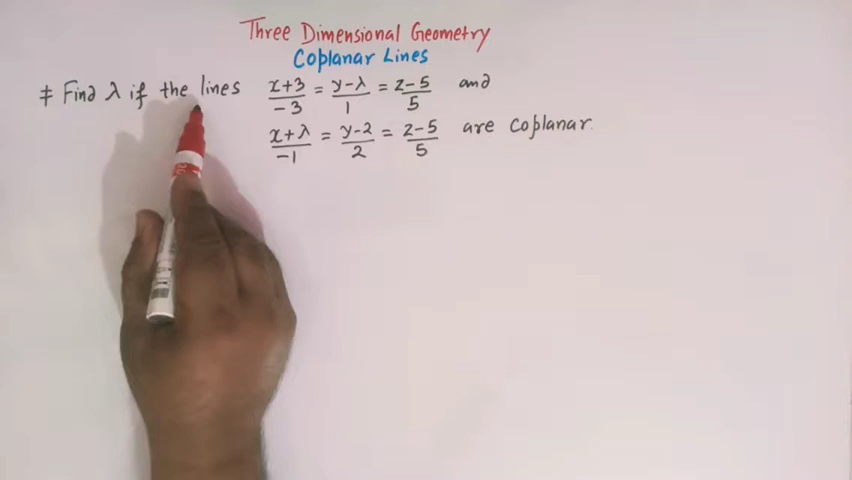 Three Dimensional Geometry
Coplanar Lines
# Find λ if the lines (x+3)/(-3) = (y-λ)/1 = (z-5)/5 and
(x+λ)/(-1) = (y-2)/2 = (z-5)/5 are coplanar.